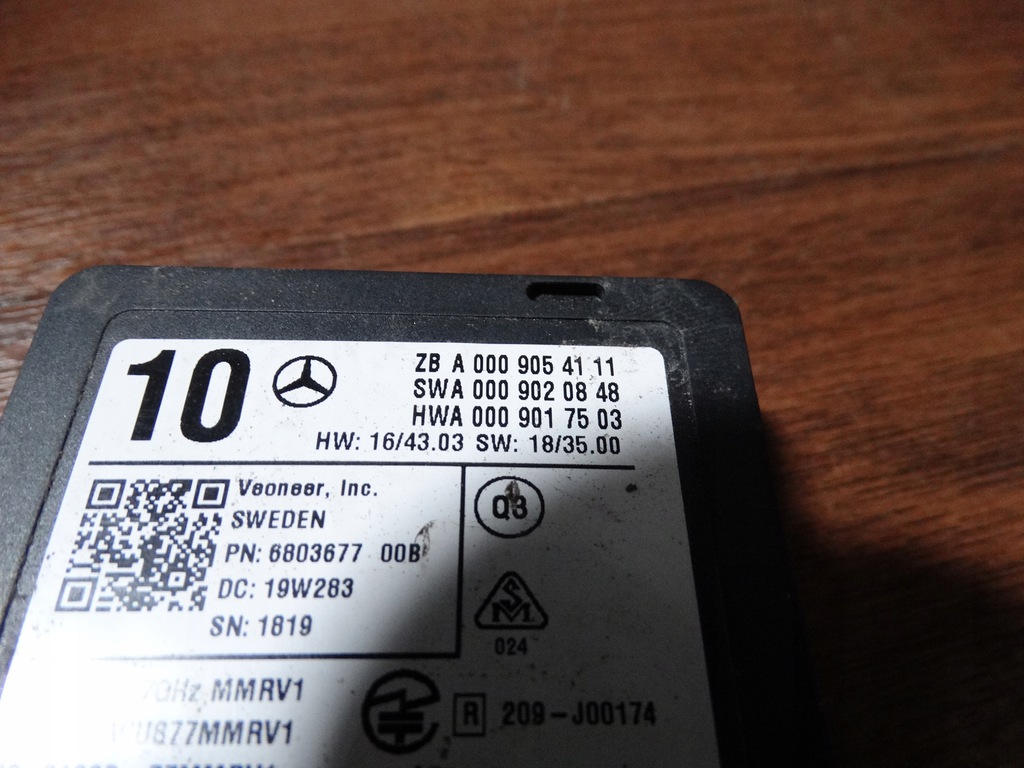 10
ZB A 000 905 41 11
SWA 000 902 08 48
HWA 000 901 75 03
HW: 16/43.03 SW: 18/35.00
Veoneer, Inc.
SWEDEN
PN: 6803677 00B
DC: 19W283
SN: 1819
Q3
SM
024
MMRV1
R 209-J00174